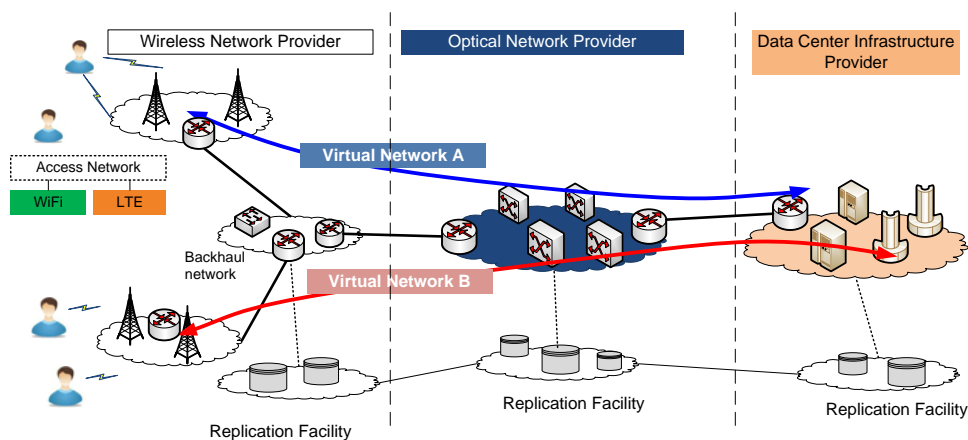 Wireless Network Provider
Optical Network Provider
Data Center Infrastructure
Provider
Virtual Network A
Access Network
WiFi
LTE
Backhaul
network
Virtual Network B
Replication Facility
Replication Facility
Replication Facility